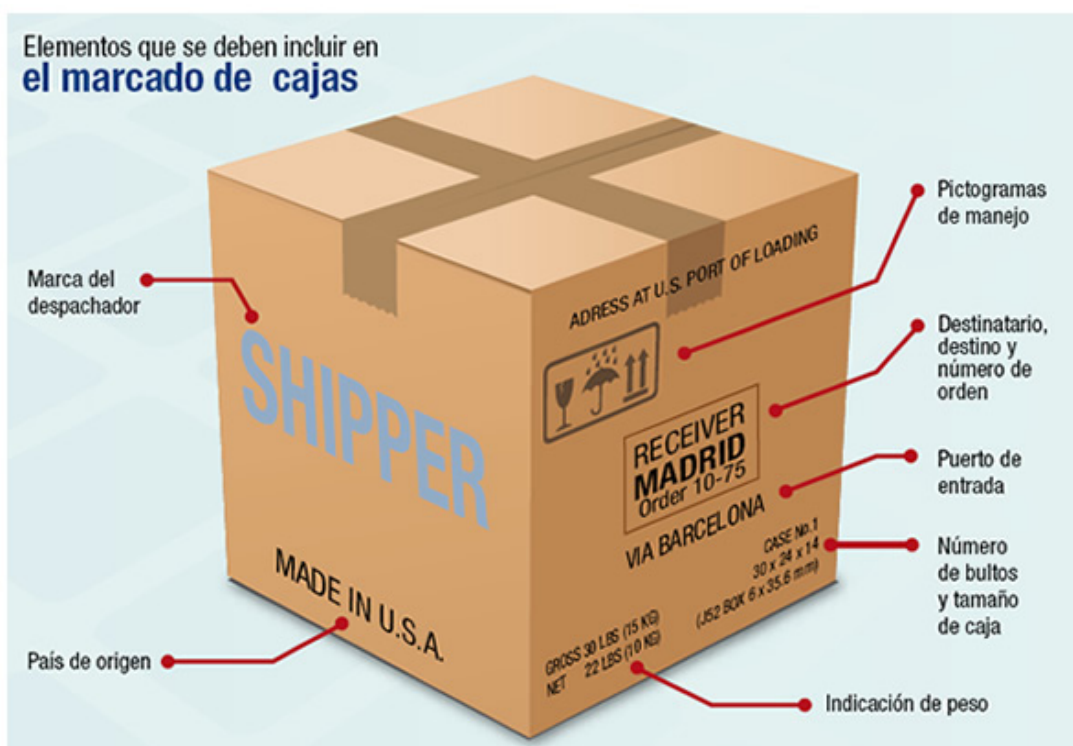 Elementos que se deben incluir en
el marcado de cajas
Marca del
despachador
SHIPPER
MADE IN U.S.A.
País de origen
ADRESS AT U.S. PORT OF LOADING
RECEIVER
MADRID
Order 10-75
VIA BARCELONA
CASE No.1
30 x 24 x 14
(J52 BOX 6 x 35.6 mm)
GROSS 30 LBS (15 KG)
NET 22 LBS (10 KG)
Pictogramas
de manejo
Destinatario,
destino y
número de
orden
Puerto de
entrada
Número
de bultos
y tamaño
de caja
Indicación de peso